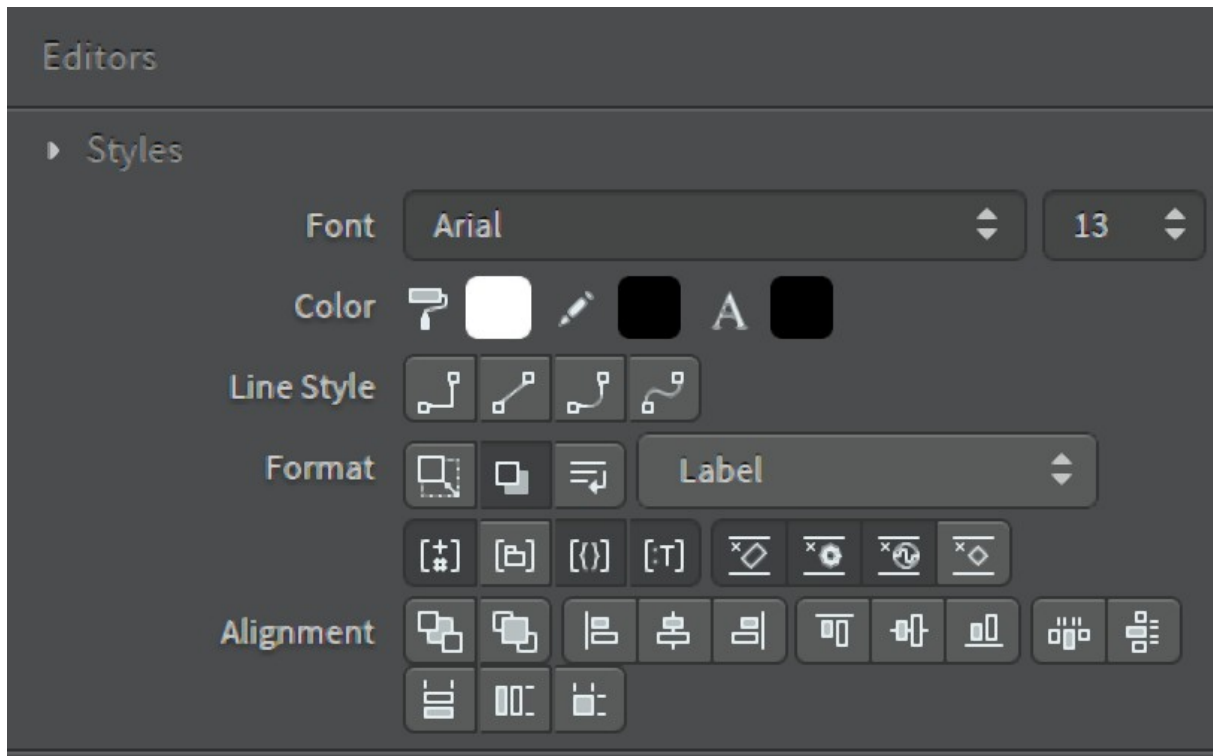 Editors
Styles
Font Arial 13
Color A
Line Style
Format Label
[+#] [{}] [:T]
Alignment